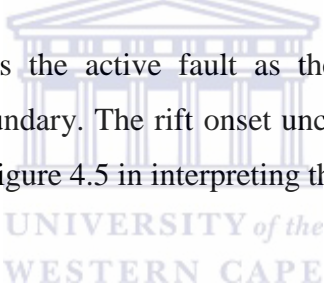 s the active fault as the
undary. The rift onset unc
igure 4.5 in interpreting th
UNIVERSITY of the
WESTERN CAPE